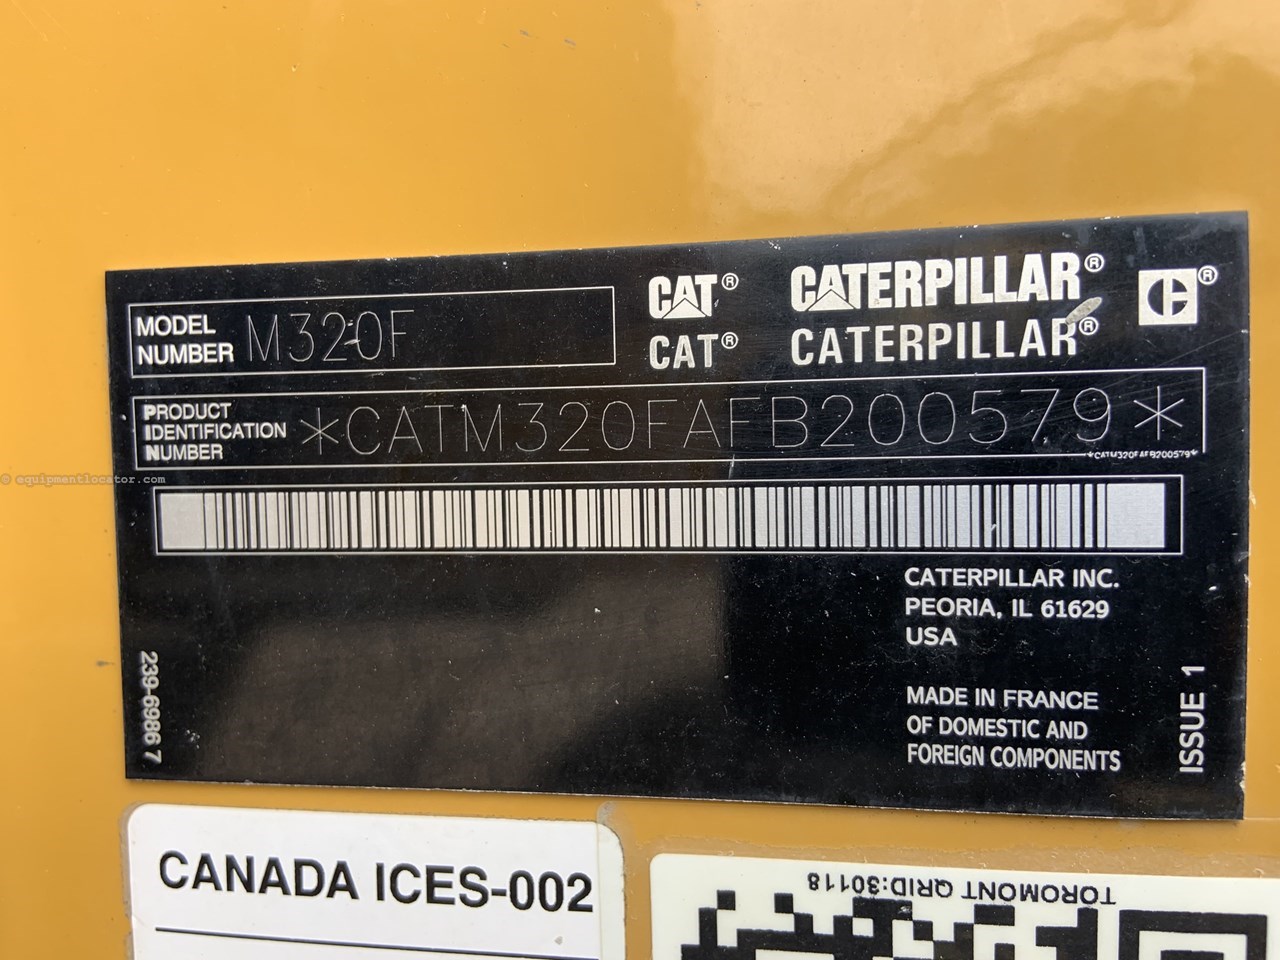 MODEL
NUMBER
M320F
CAT® CATERPILLAR® C®
CAT® CATERPILLAR®
PRODUCT
IDENTIFICATION
NUMBER
*CATM320FAFB200579*
*CATM320FAFB200579*
© equipmentlocator.com
CATERPILLAR INC.
PEORIA, IL 61629
USA
MADE IN FRANCE
OF DOMESTIC AND
FOREIGN COMPONENTS
239-6986 7
ISSUE 1
CANADA ICES-002
TOROMONT QRID:30118